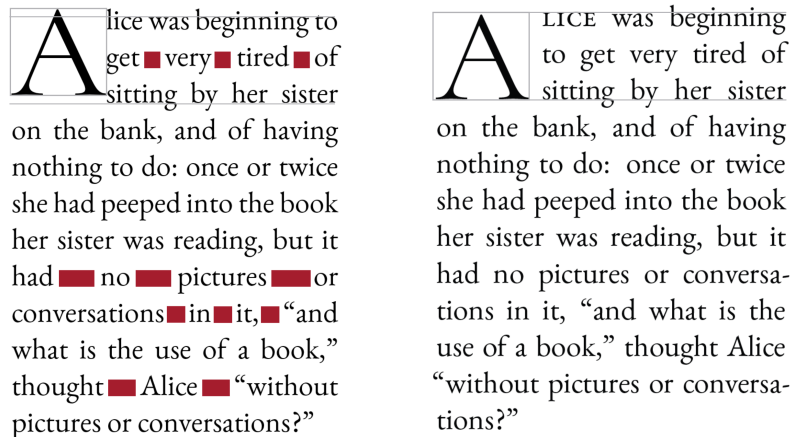 Alice was beginning to
get very tired of
sitting by her sister
on the bank, and of having
nothing to do: once or twice
she had peeped into the book
her sister was reading, but it
had no pictures or
conversations in it, “and
what is the use of a book,”
thought Alice “without
pictures or conversations?”
ALICE was beginning
to get very tired of
sitting by her sister
on the bank, and of having
nothing to do: once or twice
she had peeped into the book
her sister was reading, but it
had no pictures or conversa-
tions in it, “and what is the
use of a book,” thought Alice
“without pictures or conversa-
tions?”